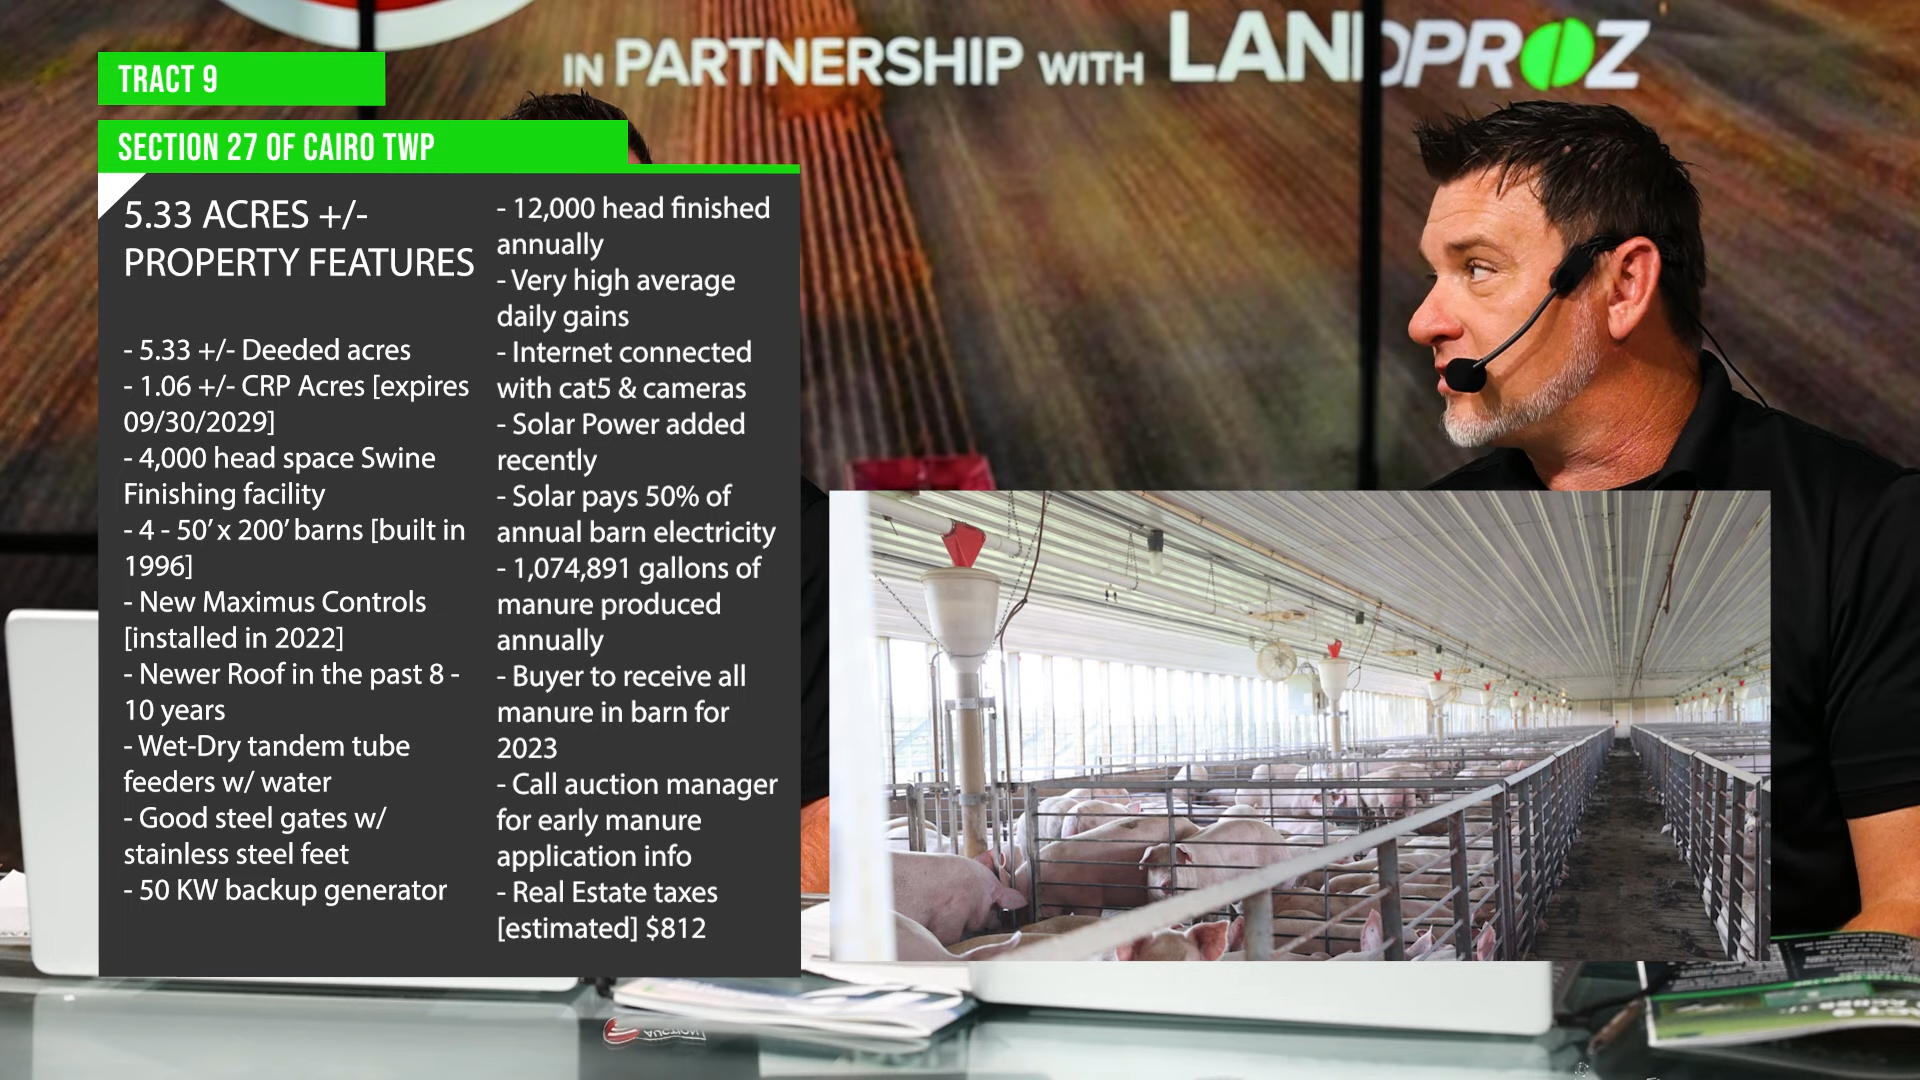 IN PARTNERSHIP WITH LANDPROZ
TRACT 9
SECTION 27 OF CAIRO TWP
5.33 ACRES +/-
PROPERTY FEATURES
- 5.33 +/- Deeded acres
- 1.06 +/- CRP Acres [expires
09/30/2029]
- 4,000 head space Swine
Finishing facility
- 4 - 50’ x 200’ barns [built in
1996]
- New Maximus Controls
[installed in 2022]
- Newer Roof in the past 8 -
10 years
- Wet-Dry tandem tube
feeders w/ water
- Good steel gates w/
stainless steel feet
- 50 KW backup generator
- 12,000 head finished
annually
- Very high average
daily gains
- Internet connected
with cat5 & cameras
- Solar Power added
recently
- Solar pays 50% of
annual barn electricity
- 1,074,891 gallons of
manure produced
annually
- Buyer to receive all
manure in barn for
2023
- Call auction manager
for early manure
application info
- Real Estate taxes
[estimated] $812